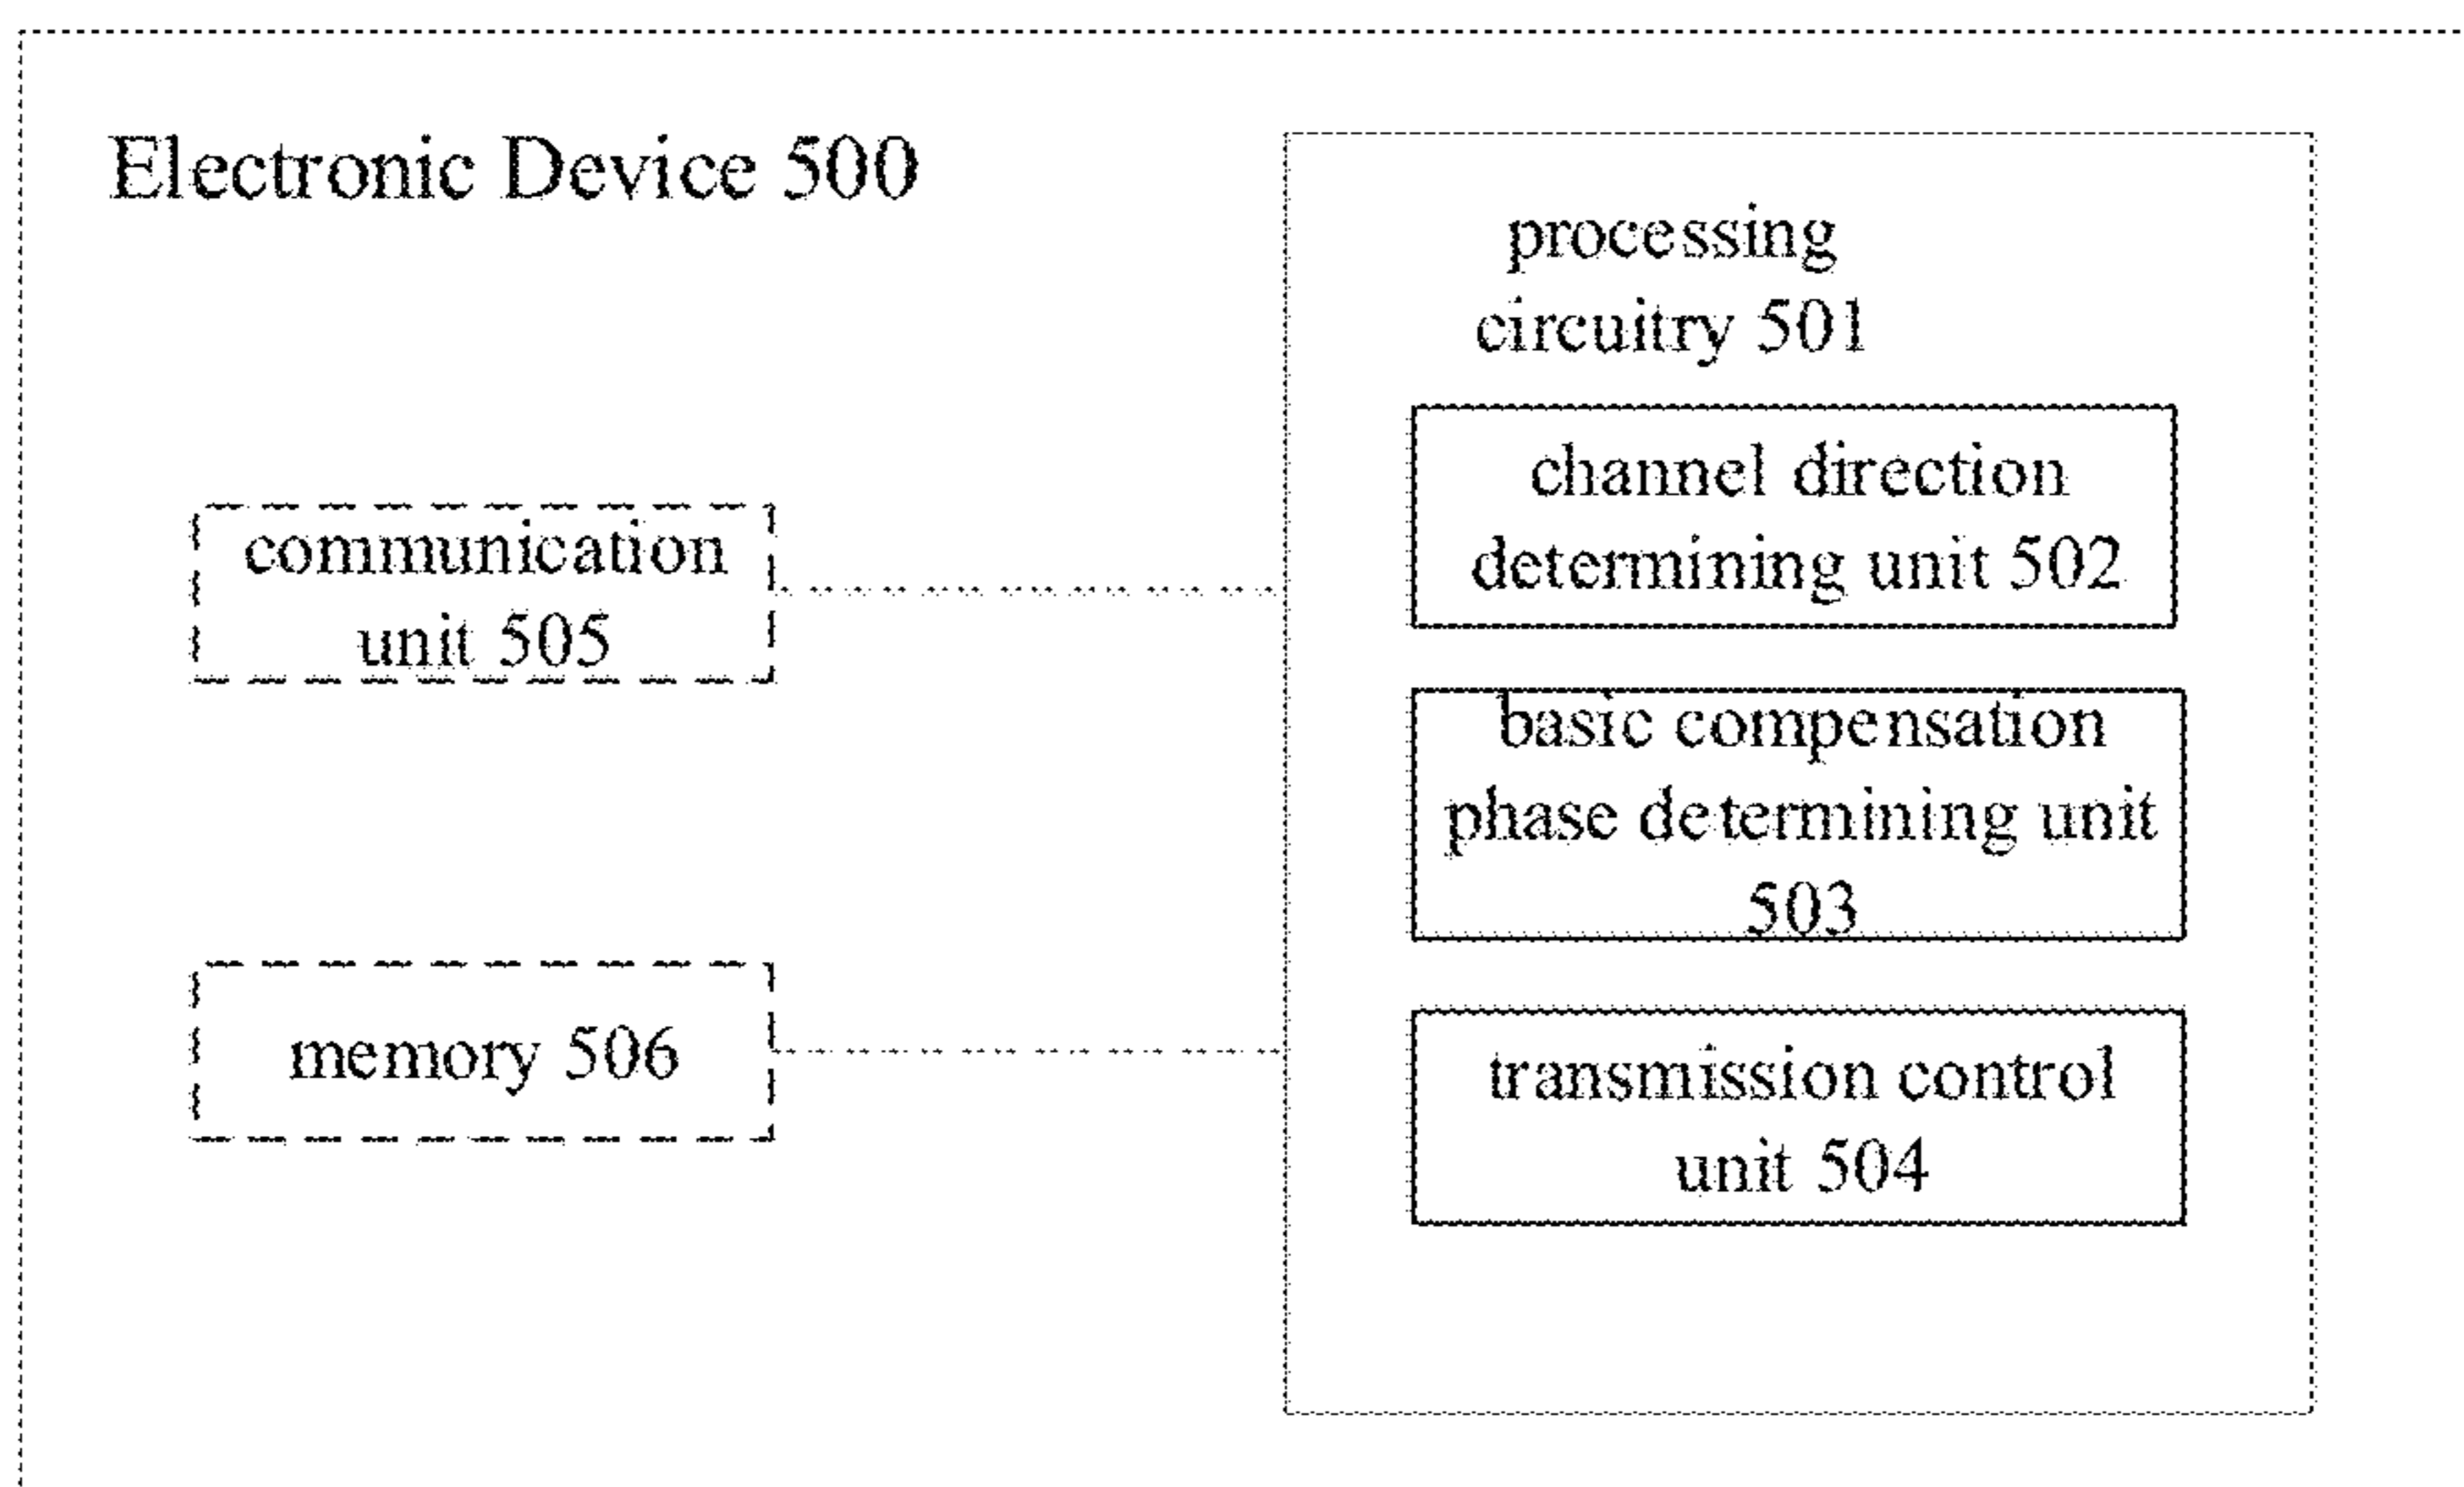 Electronic Device 500
processing
circuitry 501
channel direction
determining unit 502
communication
unit 505
basic compensation
phase determining unit
503
memory 506
transmission control
unit 504